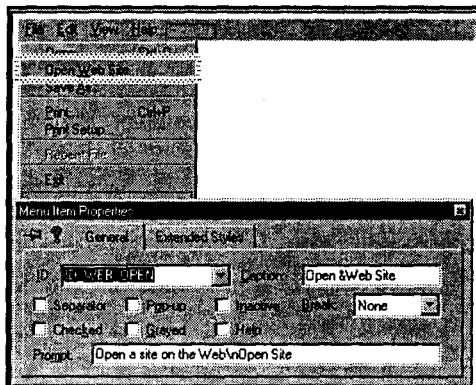 File Edit View Help
Open Web Site
Save As
Print... Ctrl+P
Print Setup
Recent File
Exit
Menu Item Properties
General Extended Styles
ID: ID_WEB_OPEN Caption: Open &Web Site
Separator Pop-up Inactive Break: None
Checked Grayed Help
Prompt: Open a site on the Web\nOpen Site